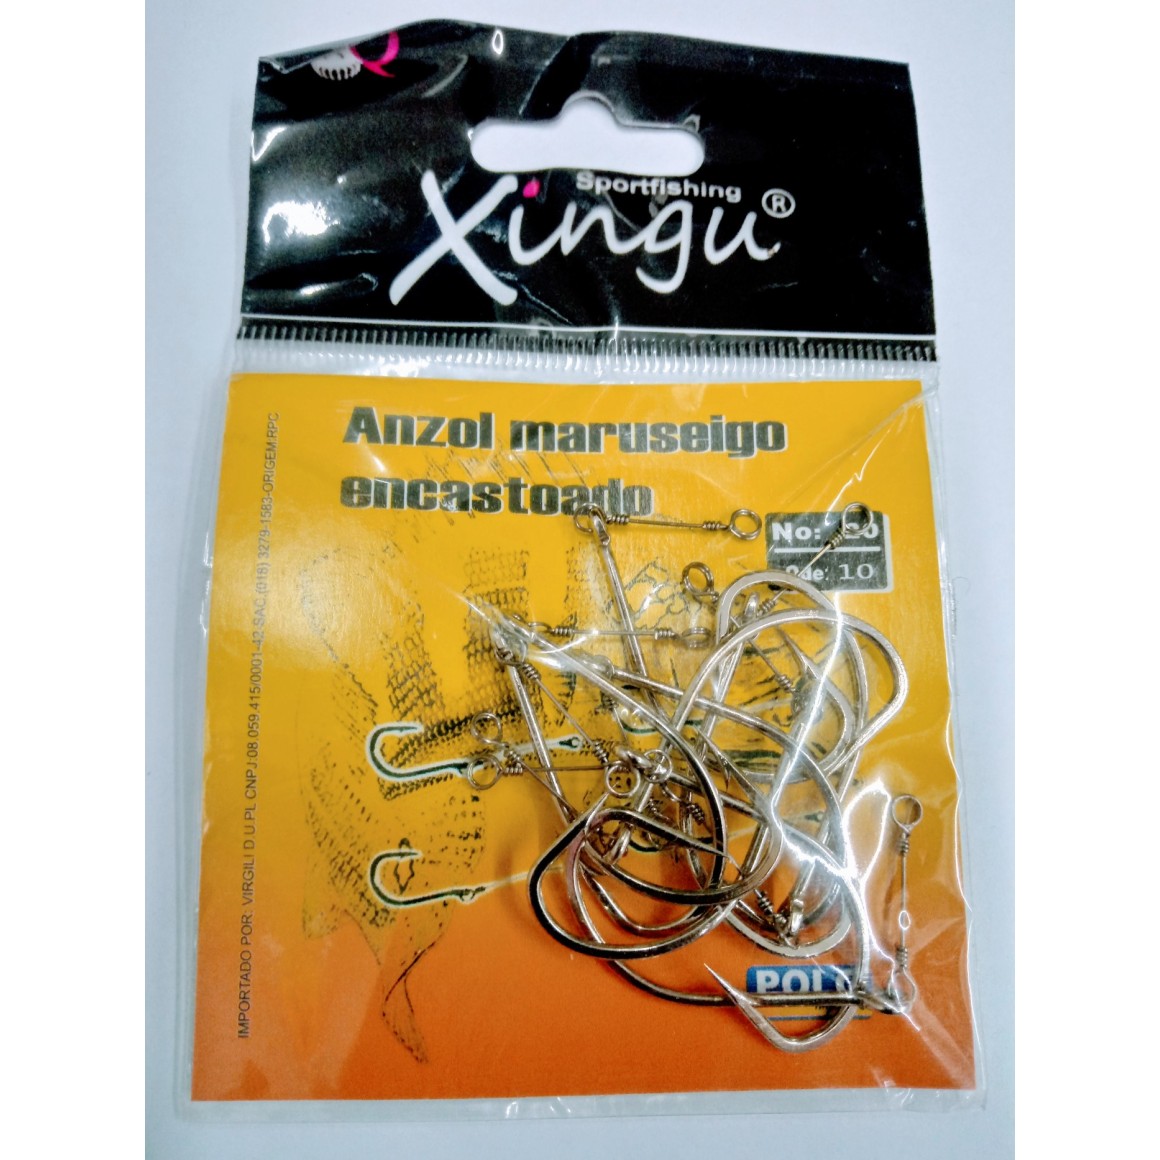 Sportfishing
Xingu®
Anzol maruseigo
encastoado
No:
Qde: 10
IMPORTADO POR: VIRGILI D.U PL CNPJ.08.059.415/0001-42-SAC.(018) 3279-1583-ORIGEM.RPC